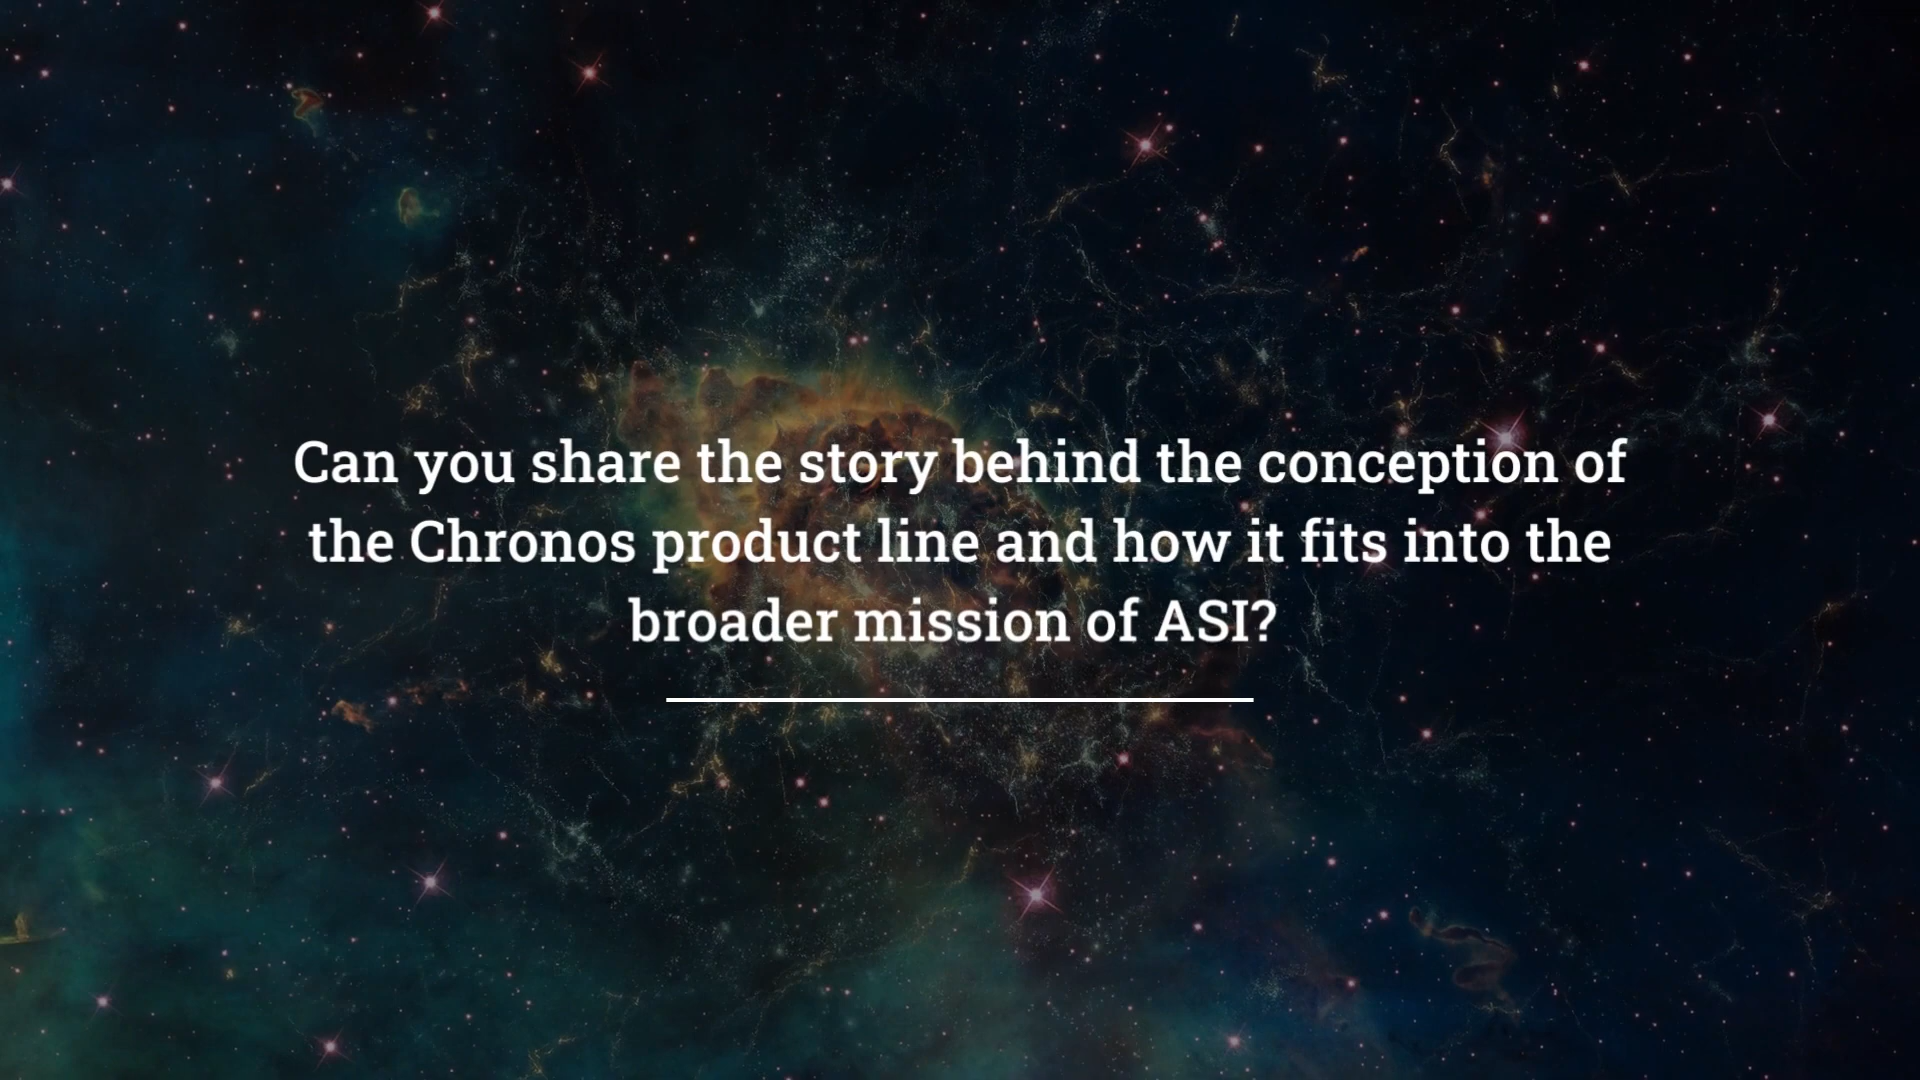 Can you share the story behind the conception of
the Chronos product line and how it fits into the
broader mission of ASI?